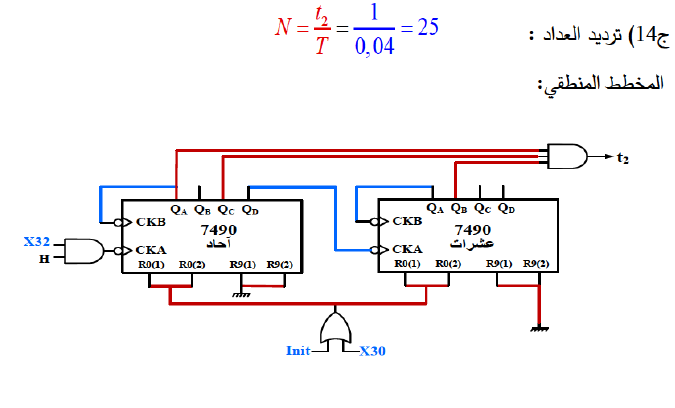 ج14) ترديد العداد : N = t₂/T = 1/0,04 = 25
المخطط المنطقي:
t₂
QA QB QC QD QA QB QC QD
CKB 7490 CKB 7490
X32 آحاد عشرات
H CKA CKA
R0(1) R0(2) R9(1) R9(2) R0(1) R0(2) R9(1) R9(2)
Init X30